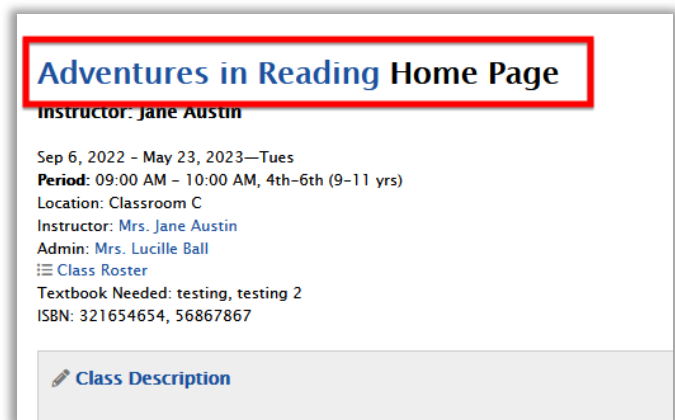 Adventures in Reading Home Page
Instructor: Jane Austin
Sep 6, 2022 - May 23, 2023—Tues
Period: 09:00 AM - 10:00 AM, 4th-6th (9-11 yrs)
Location: Classroom C
Instructor: Mrs. Jane Austin
Admin: Mrs. Lucille Ball
Class Roster
Textbook Needed: testing, testing 2
ISBN: 321654654, 56867867
Class Description